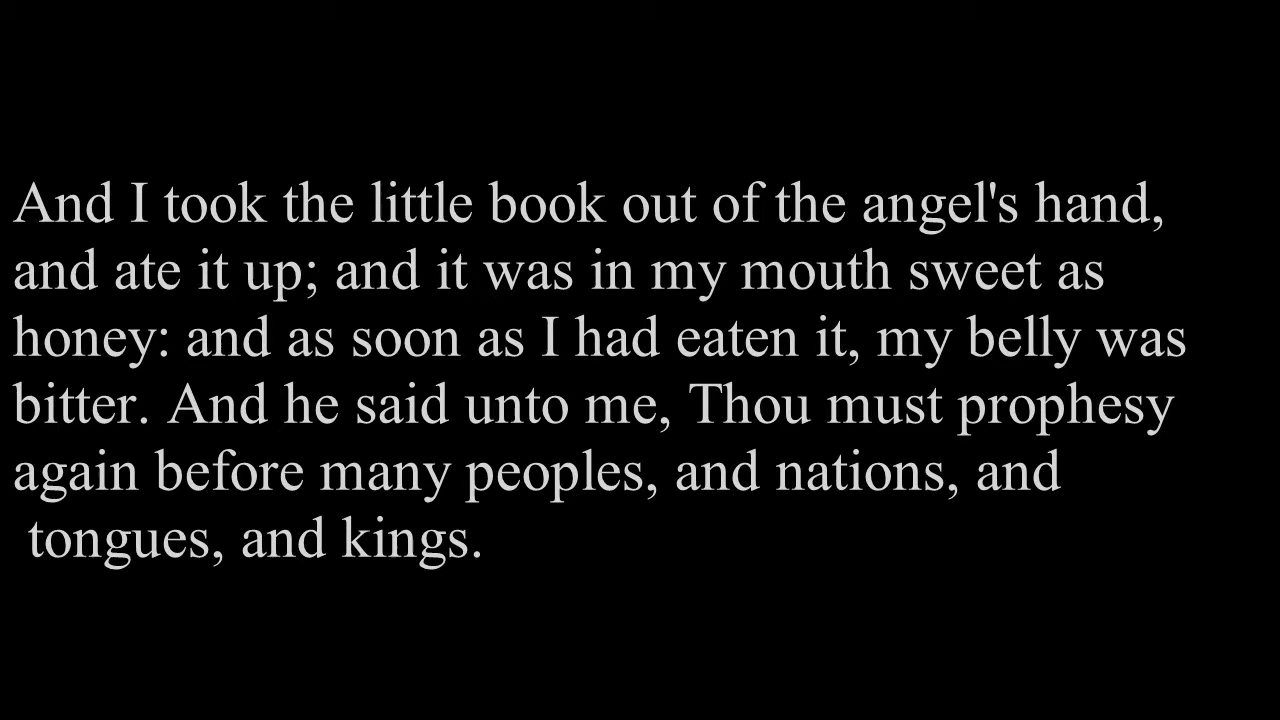 And I took the little book out of the angel's hand,
and ate it up; and it was in my mouth sweet as
honey: and as soon as I had eaten it, my belly was
bitter. And he said unto me, Thou must prophesy
again before many peoples, and nations, and
tongues, and kings.